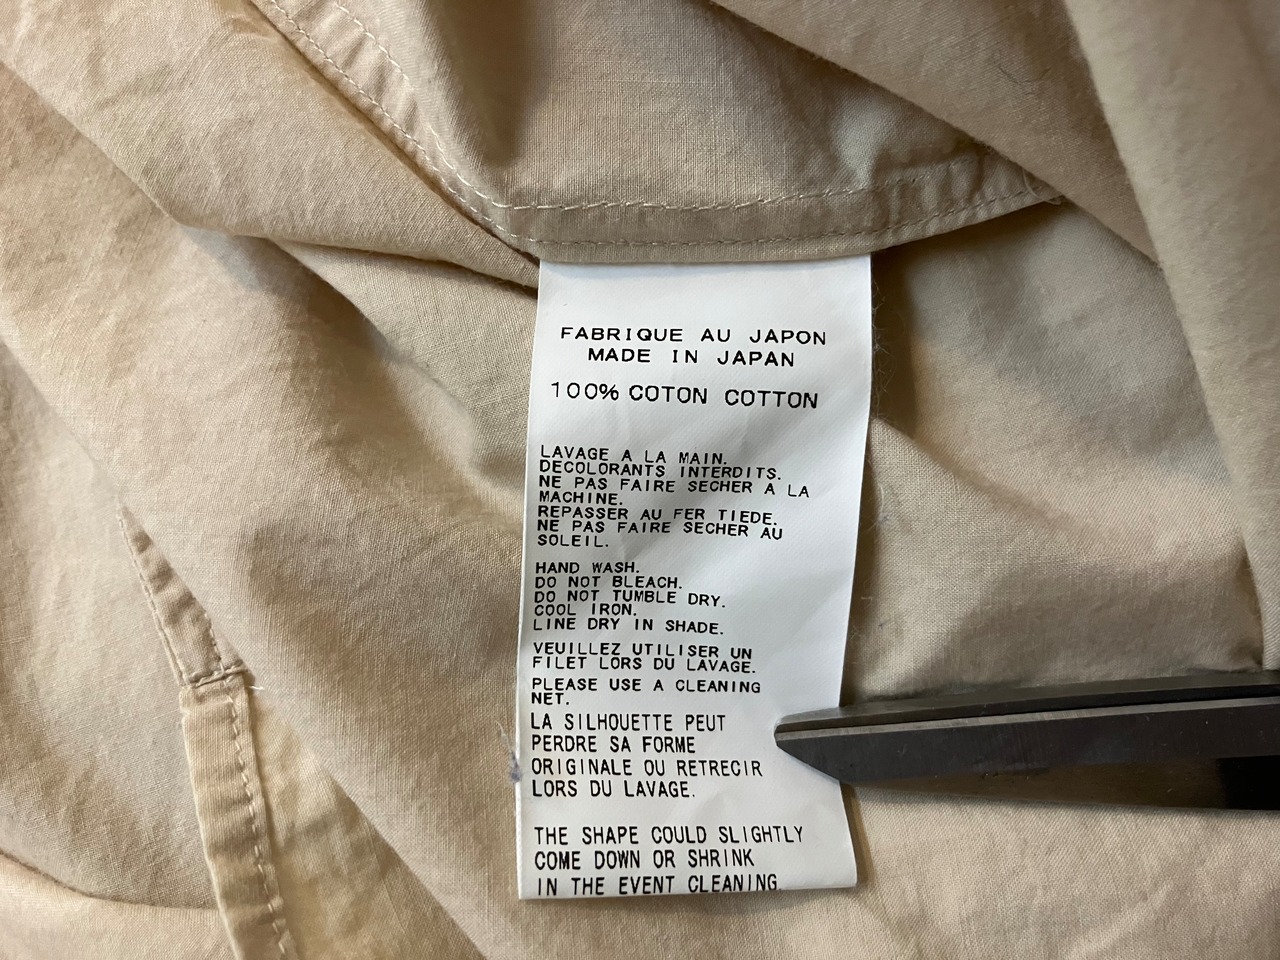 FABRIQUE AU JAPON
MADE IN JAPAN
100% COTON COTTON
LAVAGE A LA MAIN.
DECOLORANTS INTERDITS.
NE PAS FAIRE SECHER A LA
MACHINE.
REPASSER AU FER TIEDE.
NE PAS FAIRE SECHER AU
SOLEIL.
HAND WASH.
DO NOT BLEACH.
DO NOT TUMBLE DRY.
COOL IRON.
LINE DRY IN SHADE.
VEUILLEZ UTILISER UN
FILET LORS DU LAVAGE.
PLEASE USE A CLEANING
NET.
LA SILHOUETTE PEUT
PERDRE SA FORME
ORIGINALE OU RETRECIR
LORS DU LAVAGE.
THE SHAPE COULD SLIGHTLY
COME DOWN OR SHRINK
IN THE EVENT CLEANING.